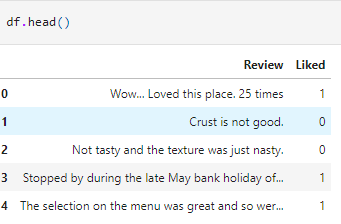 df.head()
Review Liked
0 Wow... Loved this place. 25 times 1
1 Crust is not good. 0
2 Not tasty and the texture was just nasty. 0
3 Stopped by during the late May bank holiday of... 1
4 The selection on the menu was great and so wer... 1